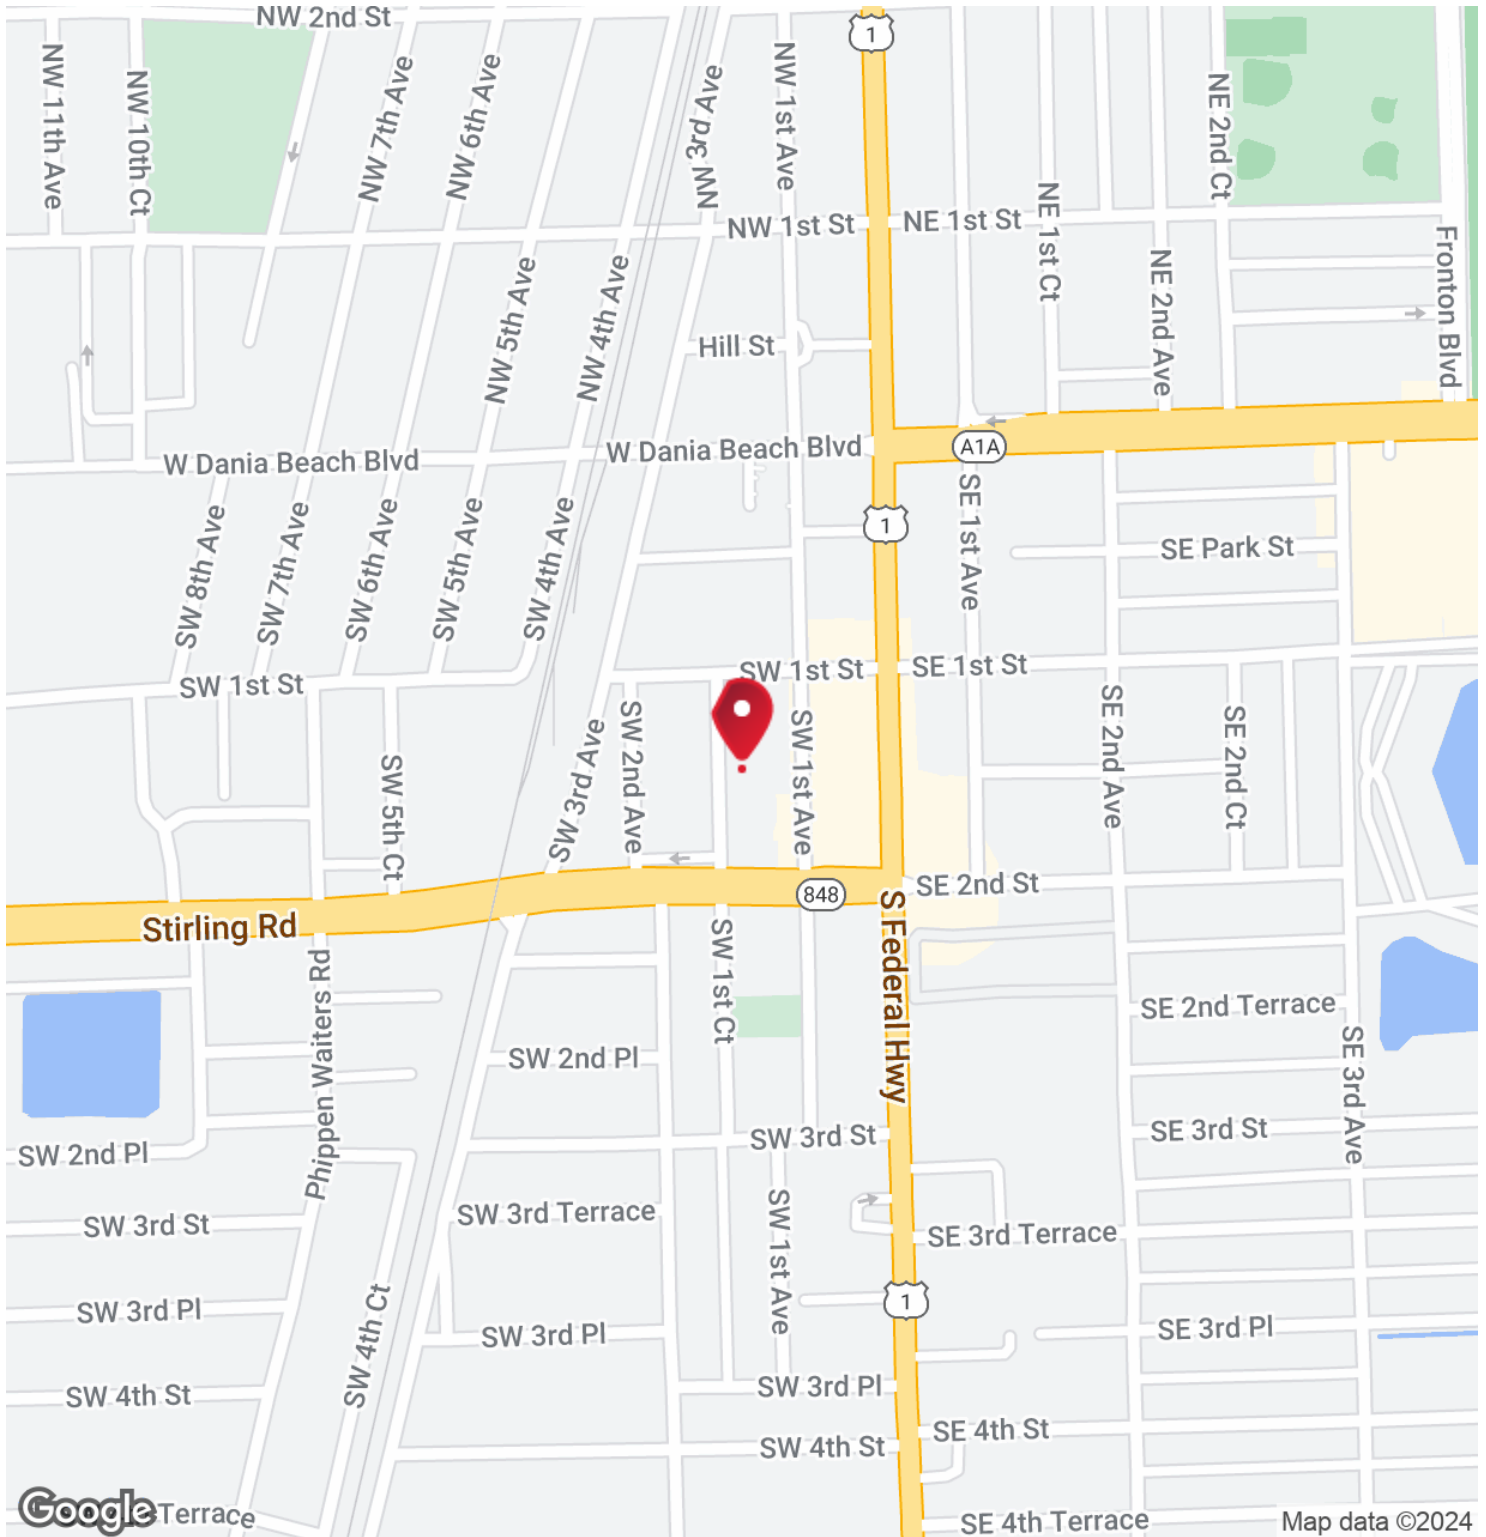 NW 2nd St
1
NW 11th Ave
NW 10th Ct
NW 7th Ave
NW 6th Ave
NW 3rd Ave
NW 1st Ave
NE 2nd Ct
NE 1st Ct
NW 1st St
NE 1st St
NE 2nd Ave
Fronton Blvd
NW 5th Ave
NW 4th Ave
Hill St
W Dania Beach Blvd
W Dania Beach Blvd
A1A
1
SE 1st Ave
SE Park St
SW 8th Ave
SW 7th Ave
SW 6th Ave
SW 5th Ave
SW 4th Ave
SW 1st St
SE 1st St
SW 1st St
SW 2nd Ave
SW 3rd Ave
SW 1st Ave
SE 2nd Ave
SE 2nd Ct
SW 5th Ct
848
SE 2nd St
Stirling Rd
S Federal Hwy
SW 1st Ct
Phippen Waiters Rd
SE 2nd Terrace
SE 3rd Ave
SW 2nd Pl
SW 2nd Pl
SW 3rd St
SE 3rd St
SW 3rd St
SW 3rd Terrace
SW 1st Ave
SE 3rd Terrace
SW 4th Ct
SW 3rd Pl
1
SW 3rd Pl
SE 3rd Pl
SW 4th St
SW 3rd Pl
SE 4th St
SW 4th St
Google
Terrace
SE 4th Terrace
Map data ©2024